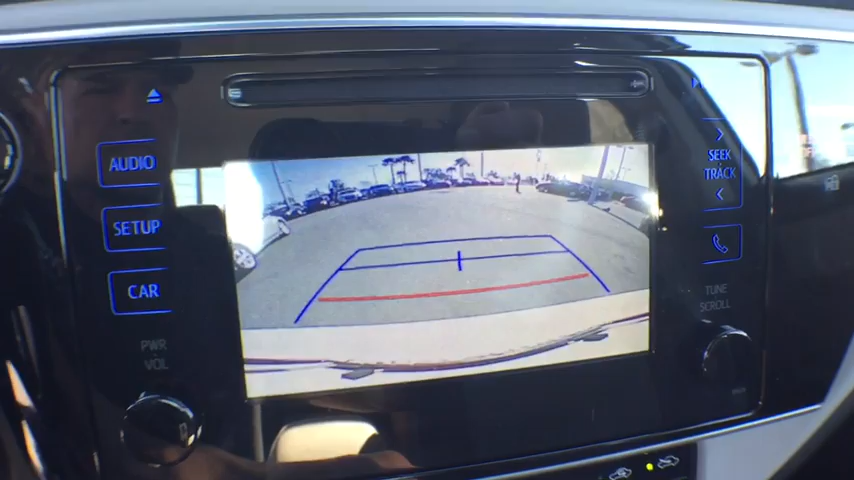 AUDIO
SETUP
CAR
PWR
VOL
SEEK
TRACK
TUNE
SCROLL